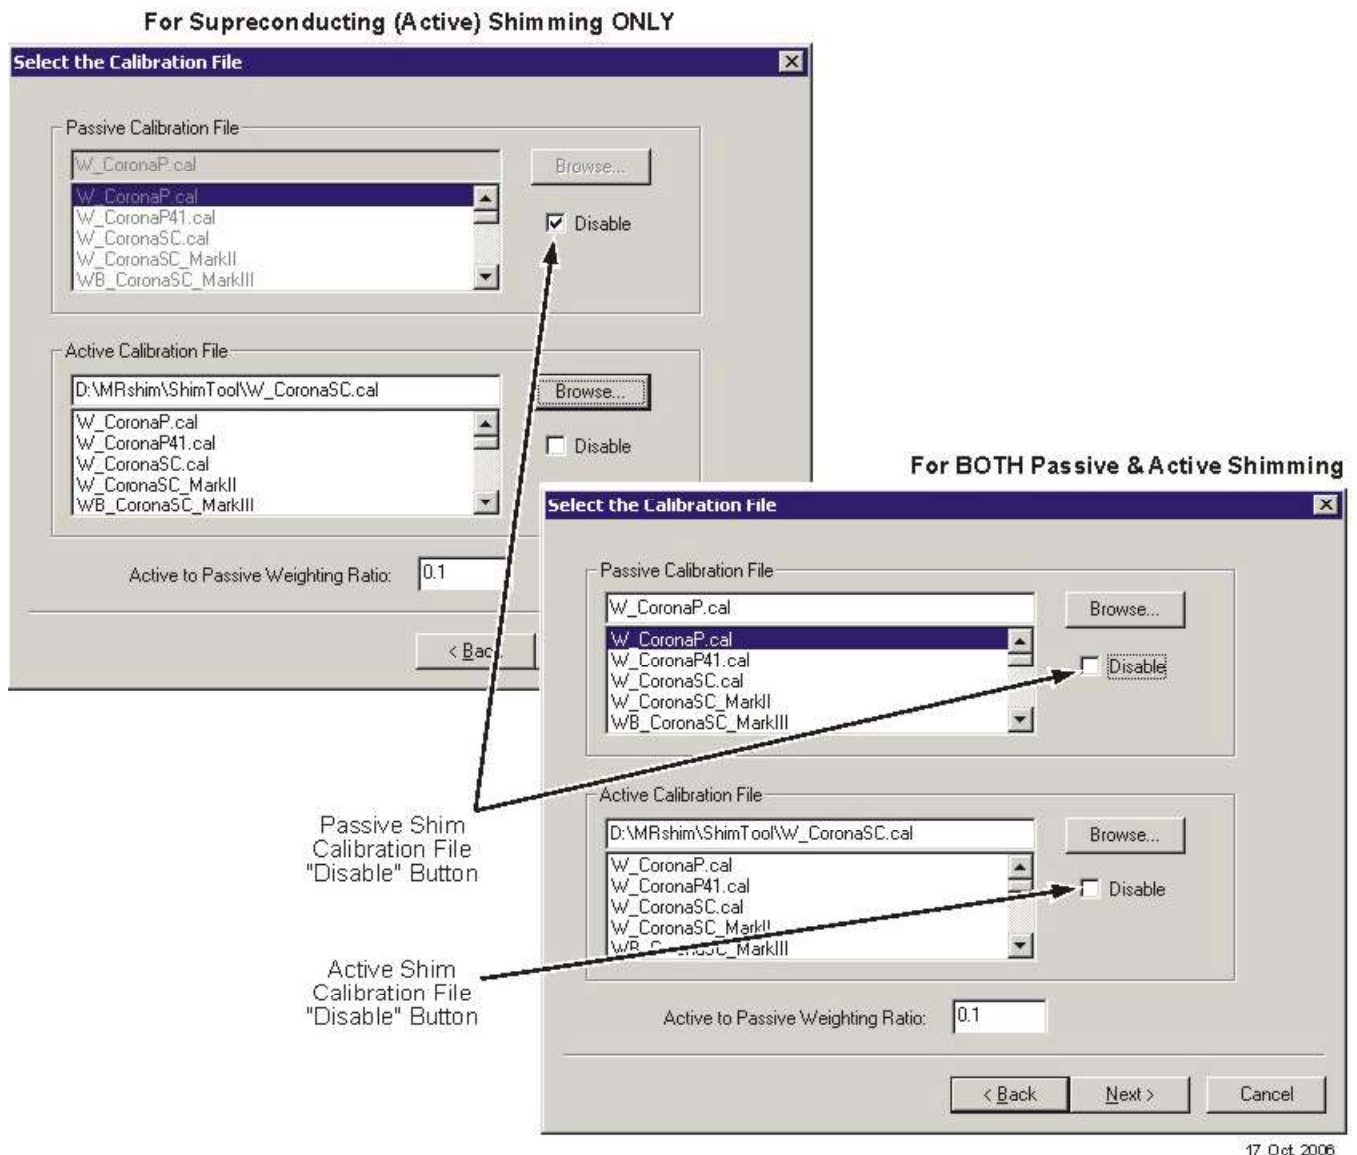 For Supreconducting (Active) Shimming ONLY
Select the Calibration File
Passive Calibration File
W_CoronaP.cal
Browse...
W_CoronaP.cal
W_CoronaP41.cal
W_CoronaSC.cal
W_CoronaSC_MarkII
WB_CoronaSC_MarkIII
Disable
Active Calibration File
D:\MRshim\ShimTool\W_CoronaSC.cal
Browse...
W_CoronaP.cal
W_CoronaP41.cal
W_CoronaSC.cal
W_CoronaSC_MarkII
WB_CoronaSC_MarkIII
Disable
Active to Passive Weighting Ratio: 0.1
< Back
For BOTH Passive & Active Shimming
Select the Calibration File
Passive Calibration File
W_CoronaP.cal
Browse...
W_CoronaP.cal
W_CoronaP41.cal
W_CoronaSC.cal
W_CoronaSC_MarkII
WB_CoronaSC_MarkIII
Disable
Active Calibration File
D:\MRshim\ShimTool\W_CoronaSC.cal
Browse...
W_CoronaP.cal
W_CoronaP41.cal
W_CoronaSC.cal
W_CoronaSC_MarkII
WB_CoronaSC_MarkIII
Disable
Active to Passive Weighting Ratio: 0.1
< Back
Next >
Cancel
Passive Shim
Calibration File
"Disable" Button
Active Shim
Calibration File
"Disable" Button
17 Oct. 2006